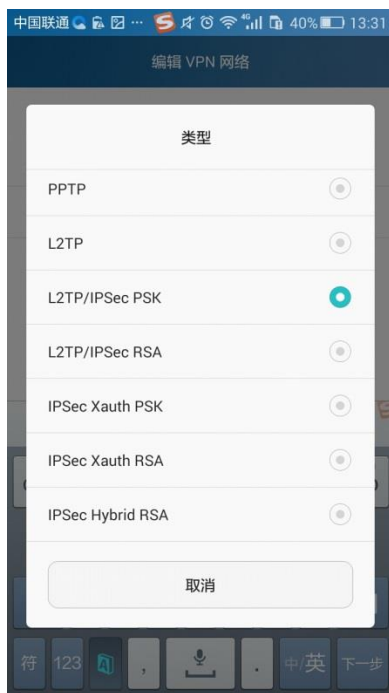 中国联通 ... 4G 40% 13:31
编辑 VPN 网络
类型
PPTP
L2TP
L2TP/IPSec PSK
L2TP/IPSec RSA
IPSec Xauth PSK
IPSec Xauth RSA
IPSec Hybrid RSA
取消
符 123 , . 中/英 下一步